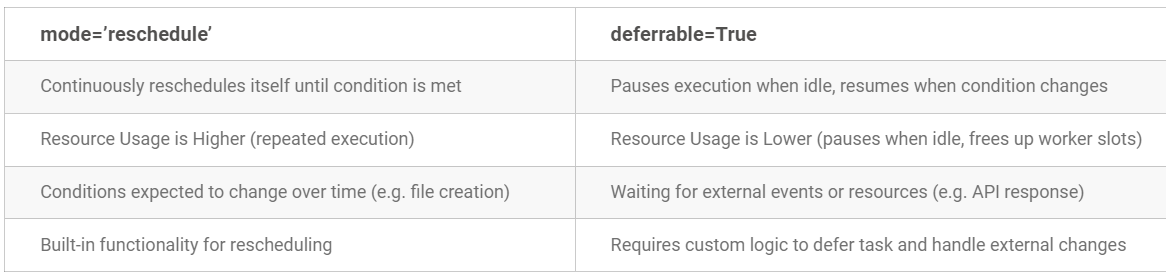 mode=’reschedule’
deferrable=True
Continuously reschedules itself until condition is met
Pauses execution when idle, resumes when condition changes
Resource Usage is Higher (repeated execution)
Resource Usage is Lower (pauses when idle, frees up worker slots)
Conditions expected to change over time (e.g. file creation)
Waiting for external events or resources (e.g. API response)
Built-in functionality for rescheduling
Requires custom logic to defer task and handle external changes